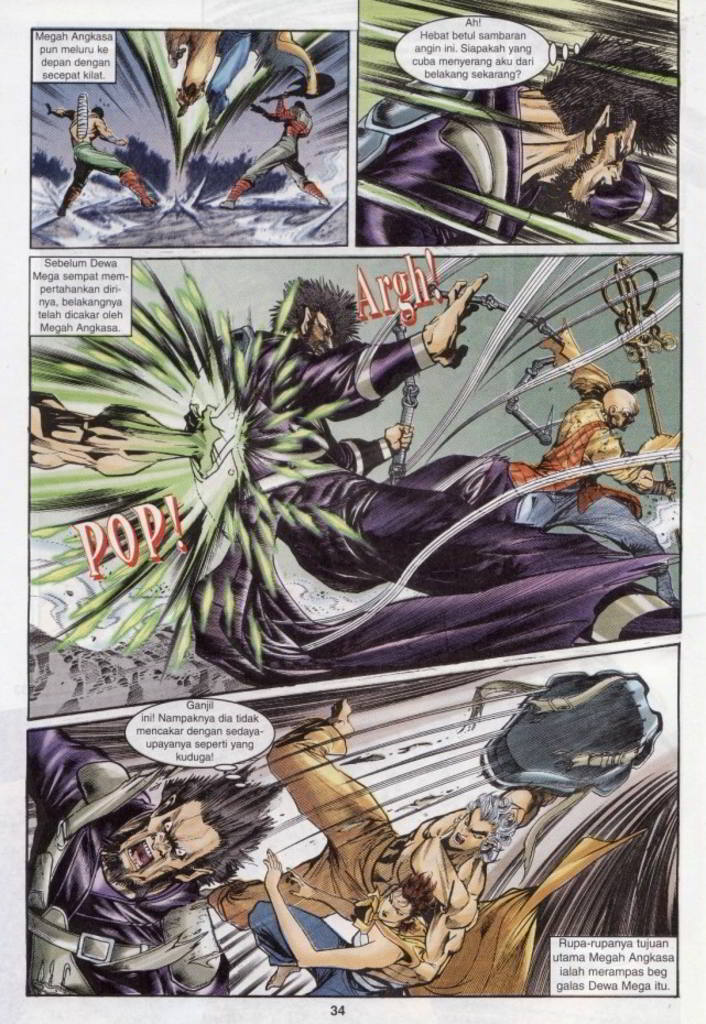 Megah Angkasa
pun meluru ke
depan dengan
secepat kilat.
Ah!
Hebat betul sambaran
angin ini. Siapakah yang
cuba menyerang aku dari
belakang sekarang?
Sebelum Dewa
Mega sempat mem-
pertahankan diri-
nya, belakangnya
telah dicakar oleh
Megah Angkasa.
Argh!
POP!
Ganjil
ini! Nampaknya dia tidak
mencakar dengan sedaya-
upayanya seperti yang
kuduga!
Rupa-rupanya tujuan
utama Megah Angkasa
ialah merampas beg
galas Dewa Mega itu.
34